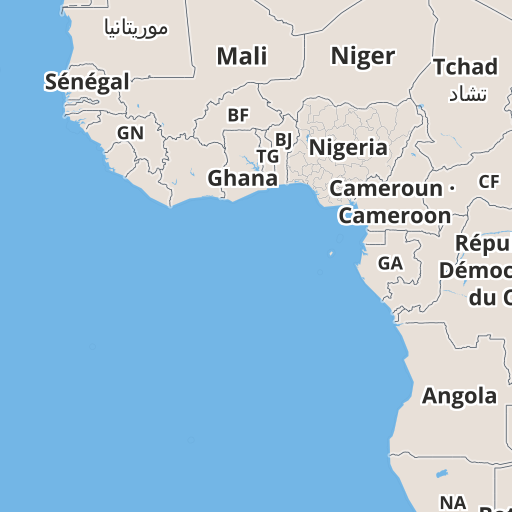 موريتانيا
Mali
Niger
Tchad
تشاد
Sénégal
BF
GN
BJ
TG
Nigeria
Ghana
Cameroun ·
Cameroon
CF
Répu
Démoc
du C
GA
Angola
NA